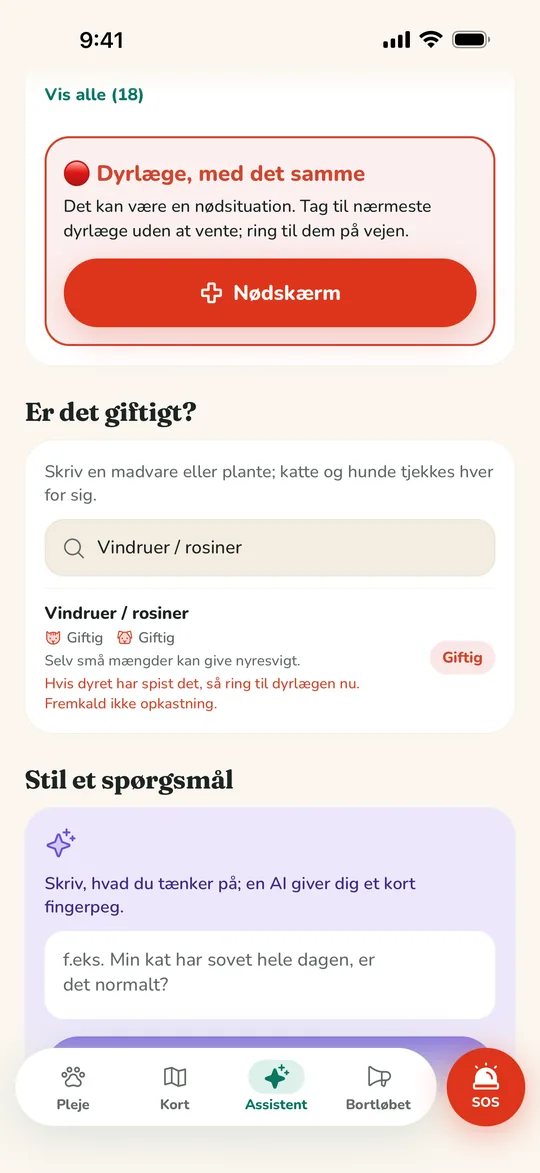 9:41
Vis alle (18)
Dyrlæge, med det samme
Det kan være en nødsituation. Tag til nærmeste
dyrlæge uden at vente; ring til dem på vejen.
Nødskærm
Er det giftigt?
Skriv en madvare eller plante; katte og hunde tjekkes hver
for sig.
Vindruer / rosiner
Vindruer / rosiner
Giftig Giftig
Selv små mængder kan give nyresvigt.
Giftig
Hvis dyret har spist det, så ring til dyrlægen nu.
Fremkald ikke opkastning.
Stil et spørgsmål
Skriv, hvad du tænker på; en AI giver dig et kort
fingerpeg.
f.eks. Min kat har sovet hele dagen, er
det normalt?
Pleje Kort Assistent Bortløbet SOS